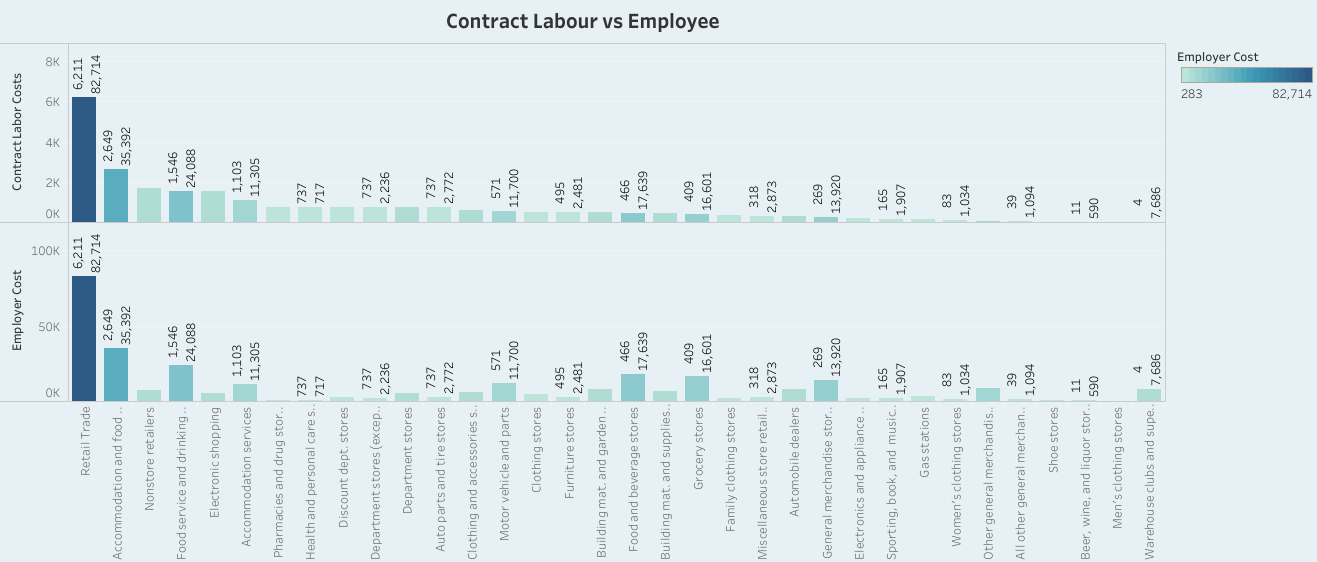 Contract Labour vs Employee
Employer Cost
283 82,714
Contract Labor Costs
8K
6K
4K
2K
0K
6,211
82,714
2,649
35,392
1,546
24,088
1,103
11,305
737
717
737
2,236
737
2,772
571
11,700
495
2,481
466
17,639
409
16,601
318
2,873
269
13,920
165
1,907
83
1,034
39
1,094
11
590
4
7,686
Employer Cost
100K
50K
0K
6,211
82,714
2,649
35,392
1,546
24,088
1,103
11,305
737
717
737
2,236
737
2,772
571
11,700
495
2,481
466
17,639
409
16,601
318
2,873
269
13,920
165
1,907
83
1,034
39
1,094
11
590
4
7,686
Retail Trade
Accommodation and food ..
Nonstore retailers
Food service and drinking ..
Electronic shopping
Accommodation services
Pharmacies and drug stor..
Health and personal care s..
Discount dept. stores
Department stores (excep..
Department stores
Auto parts and tire stores
Clothing and accessories s..
Motor vehicle and parts
Clothing stores
Furniture stores
Building mat. and garden ..
Food and beverage stores
Building mat. and supplies..
Grocery stores
Family clothing stores
Miscellaneous store retail..
Automobile dealers
General merchandise stor..
Electronics and appliance ..
Sporting, book, and music..
Gas stations
Women's clothing stores
Other general merchandis..
All other general merchan..
Shoe stores
Beer, wine, and liquor stor..
Men's clothing stores
Warehouse clubs and supe..